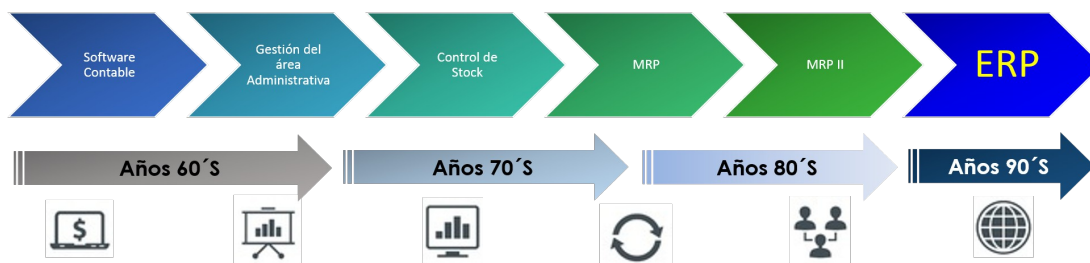 Software
Contable
Gestión del
área
Administrativa
Control de
Stock
MRP
MRP II
ERP
Años 60´S
Años 70´S
Años 80´S
Años 90´S
$